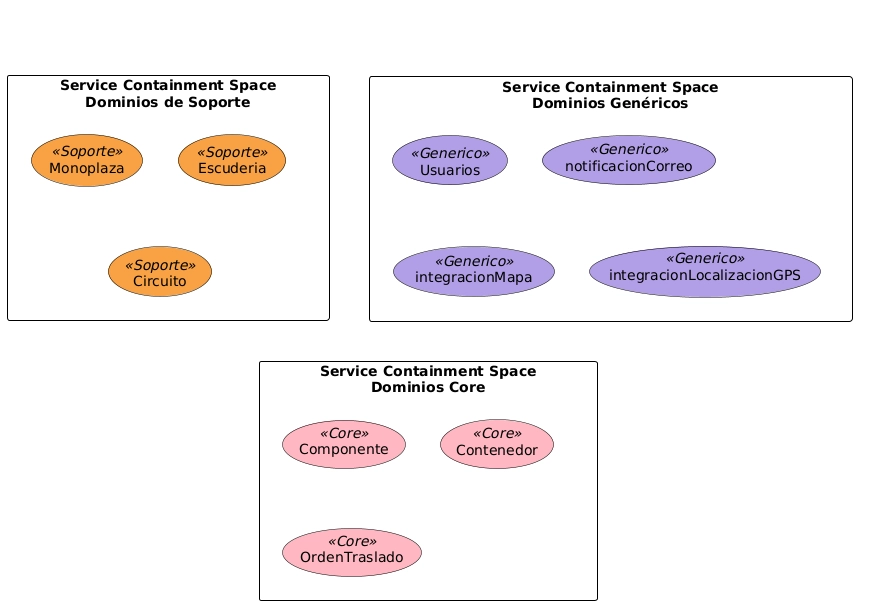 Service Containment Space
Dominios de Soporte
«Soporte»
Monoplaza
«Soporte»
Escuderia
«Soporte»
Circuito
Service Containment Space
Dominios Genéricos
«Generico»
Usuarios
«Generico»
notificacionCorreo
«Generico»
integracionMapa
«Generico»
integracionLocalizacionGPS
Service Containment Space
Dominios Core
«Core»
Componente
«Core»
Contenedor
«Core»
OrdenTraslado